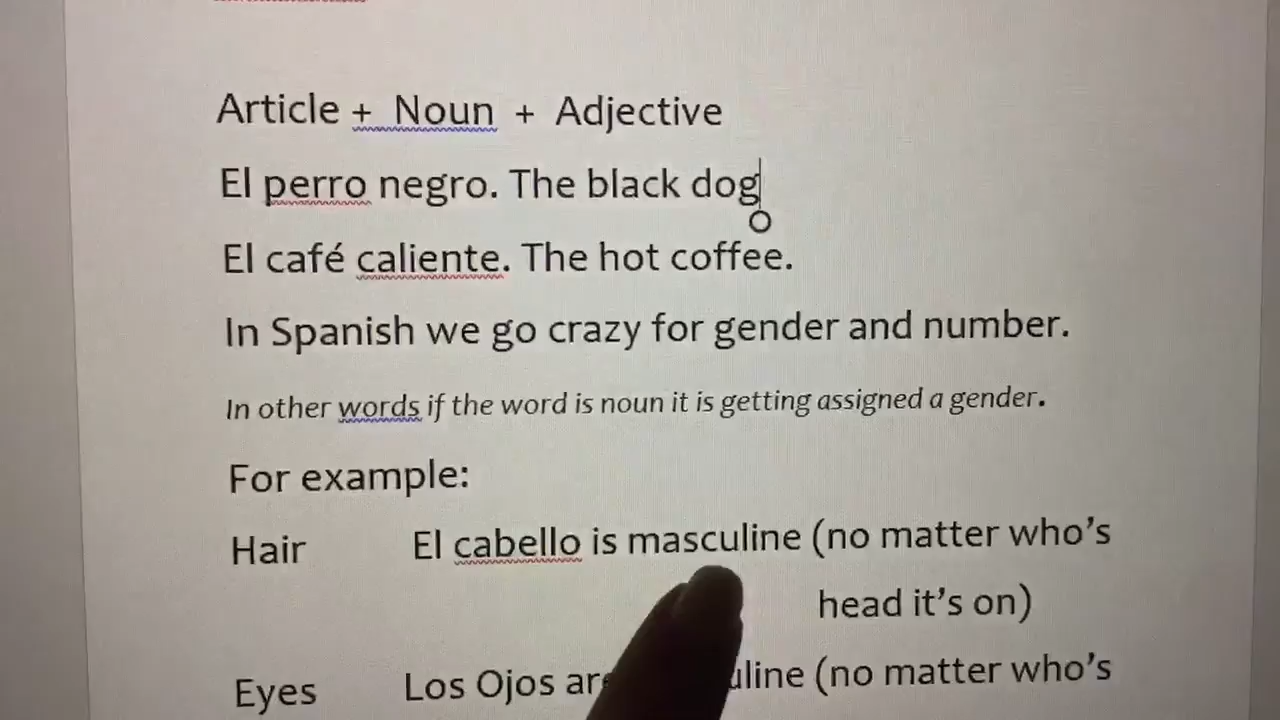 Article + Noun + Adjective
El perro negro. The black dog
El café caliente. The hot coffee.
In Spanish we go crazy for gender and number.
In other words if the word is noun it is getting assigned a gender.
For example:
Hair El cabello is masculine (no matter who's
head it's on)
Eyes Los Ojos (no matter who's